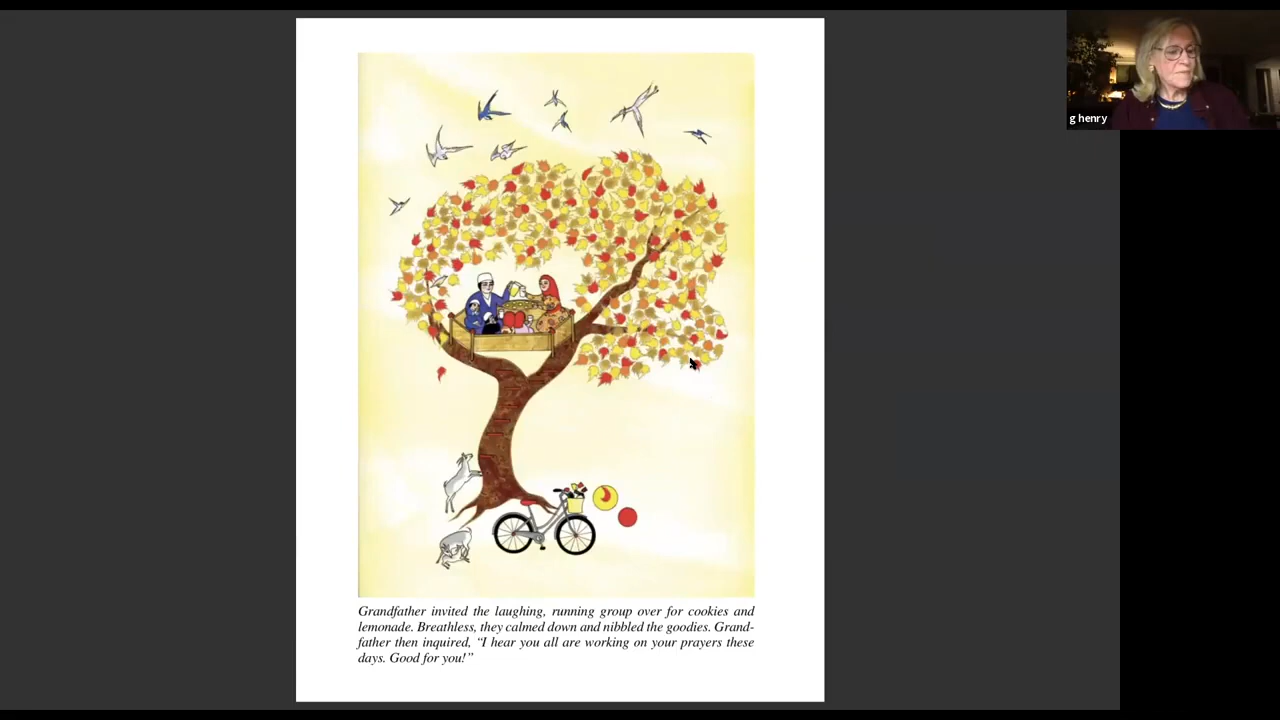 g henry
Grandfather invited the laughing, running group over for cookies and
lemonade. Breathless, they calmed down and nibbled the goodies. Grand-
father then inquired, “I hear you all are working on your prayers these
days. Good for you!”